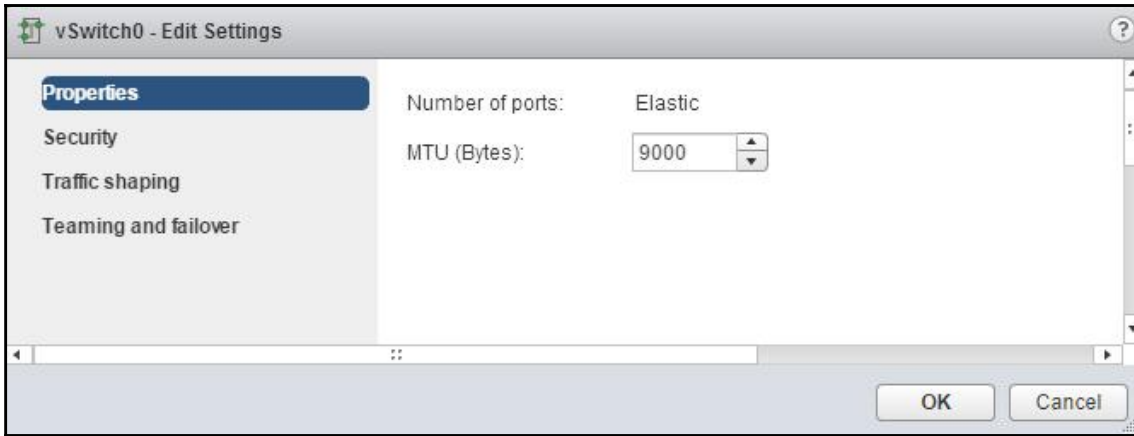 vSwitch0 - Edit Settings ?
Properties
Security
Traffic shaping
Teaming and failover
Number of ports: Elastic
MTU (Bytes): 9000
OK Cancel